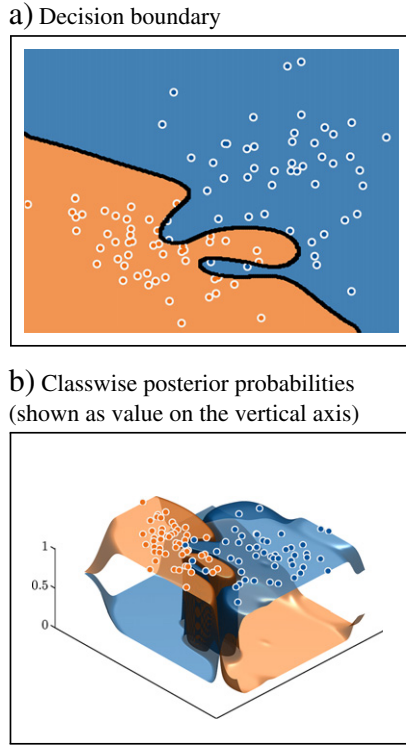 a) Decision boundary
b) Classwise posterior probabilities
(shown as value on the vertical axis)
1
0.5
0